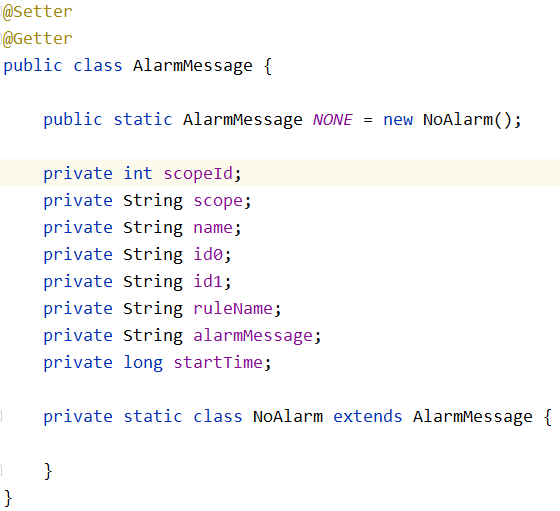 @Setter
@Getter
public class AlarmMessage {
public static AlarmMessage NONE = new NoAlarm();
private int scopeId;
private String scope;
private String name;
private String id0;
private String id1;
private String ruleName;
private String alarmMessage;
private long startTime;
private static class NoAlarm extends AlarmMessage {
}
}